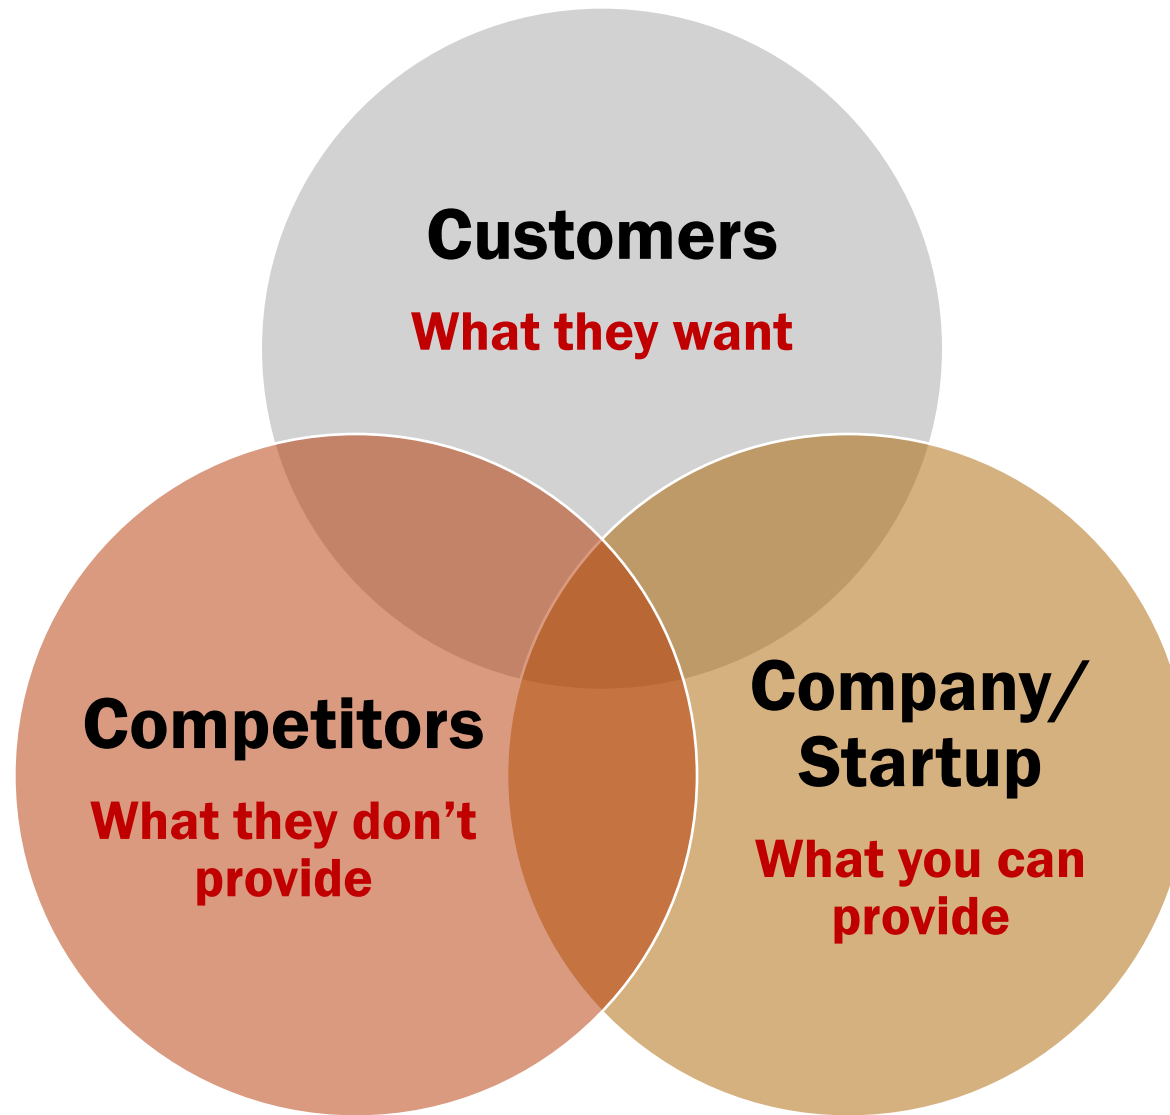 Customers
What they want
Competitors
What they don’t
provide
Company/
Startup
What you can
provide